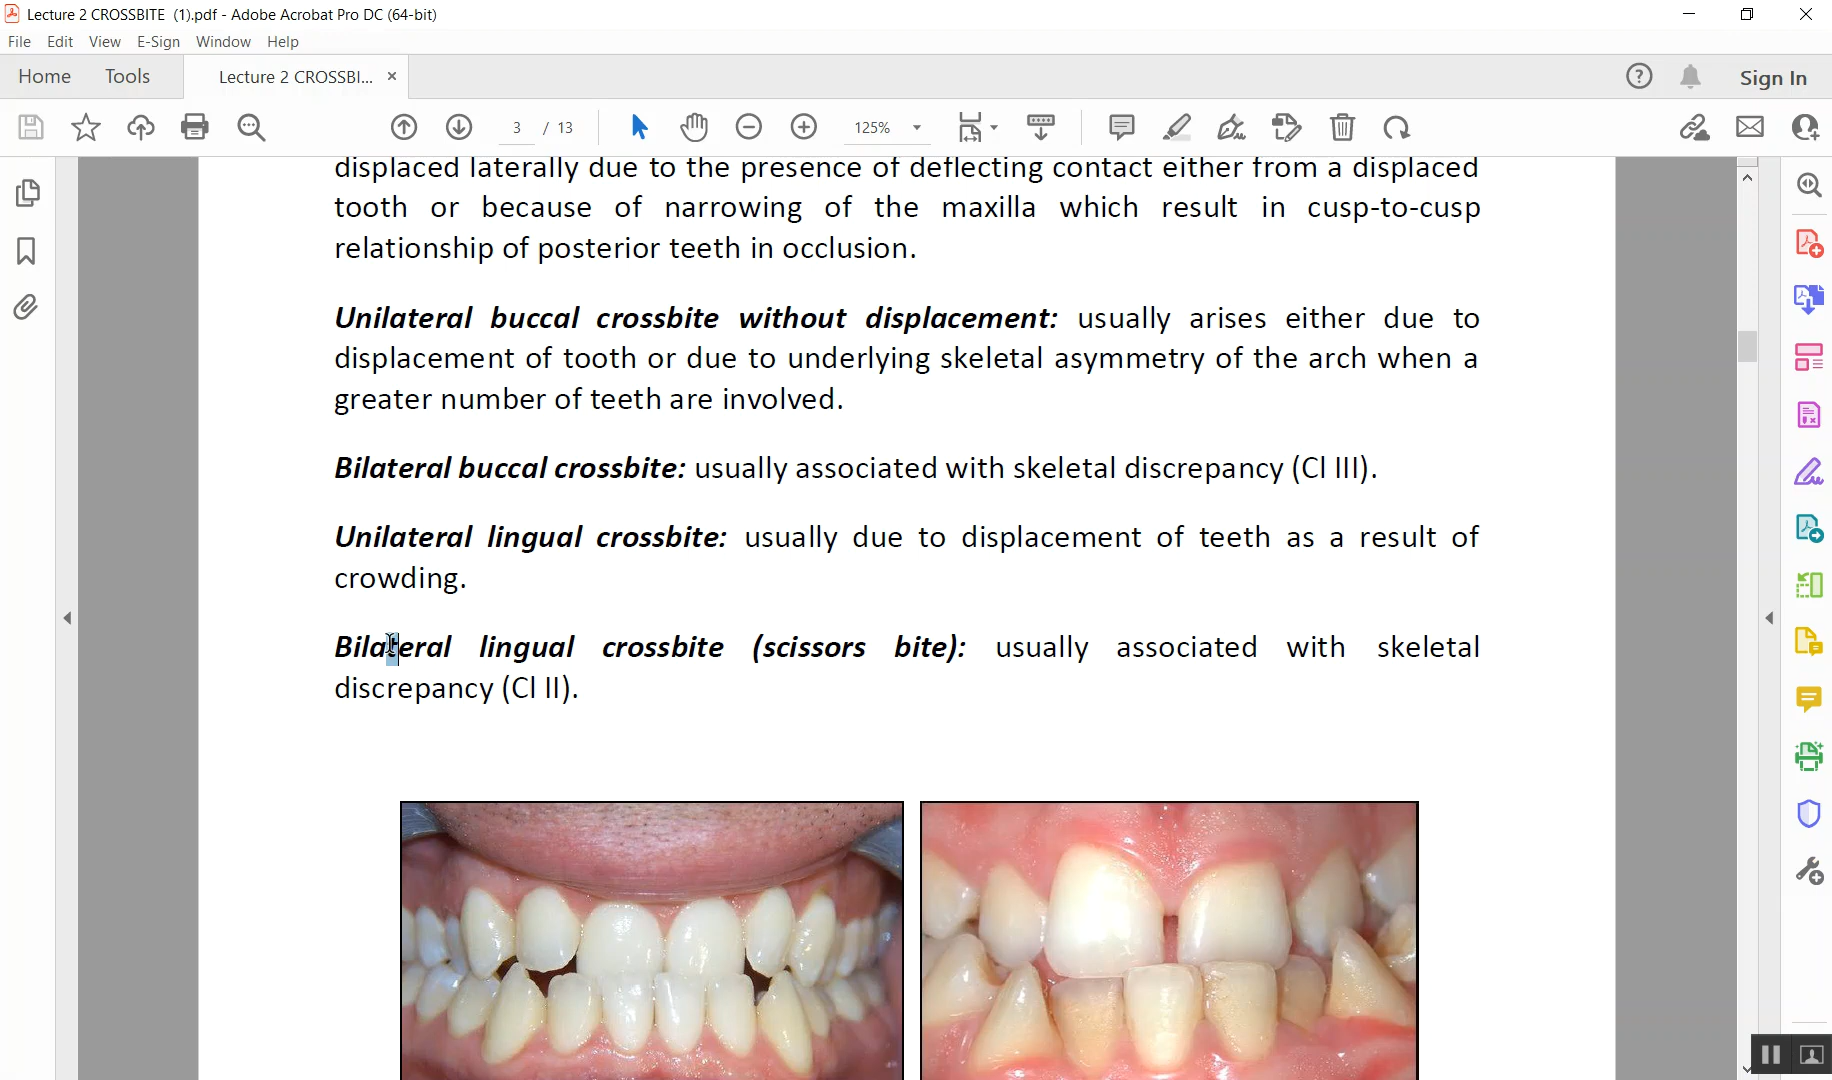 Lecture 2 CROSSBITE (1).pdf - Adobe Acrobat Pro DC (64-bit)
File Edit View E-Sign Window Help
Home Tools Lecture 2 CROSSBI... Sign In
3 / 13 125%
displaced laterally due to the presence of deflecting contact either from a displaced
tooth or because of narrowing of the maxilla which result in cusp-to-cusp
relationship of posterior teeth in occlusion.
Unilateral buccal crossbite without displacement: usually arises either due to
displacement of tooth or due to underlying skeletal asymmetry of the arch when a
greater number of teeth are involved.
Bilateral buccal crossbite: usually associated with skeletal discrepancy (Cl III).
Unilateral lingual crossbite: usually due to displacement of teeth as a result of
crowding.
Bilateral lingual crossbite (scissors bite): usually associated with skeletal
discrepancy (Cl II).